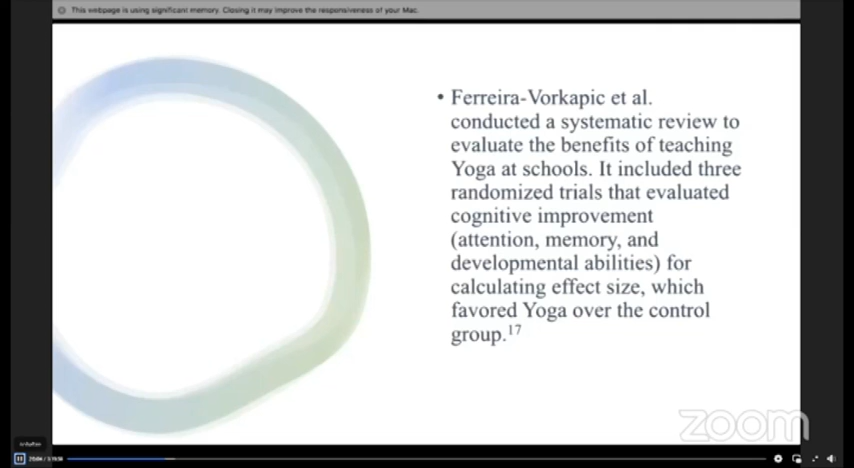 This webpage is using significant memory. Closing it may improve the responsiveness of your Mac.
• Ferreira-Vorkapic et al.
conducted a systematic review to
evaluate the benefits of teaching
Yoga at schools. It included three
randomized trials that evaluated
cognitive improvement
(attention, memory, and
developmental abilities) for
calculating effect size, which
favored Yoga over the control
group.17
zoom